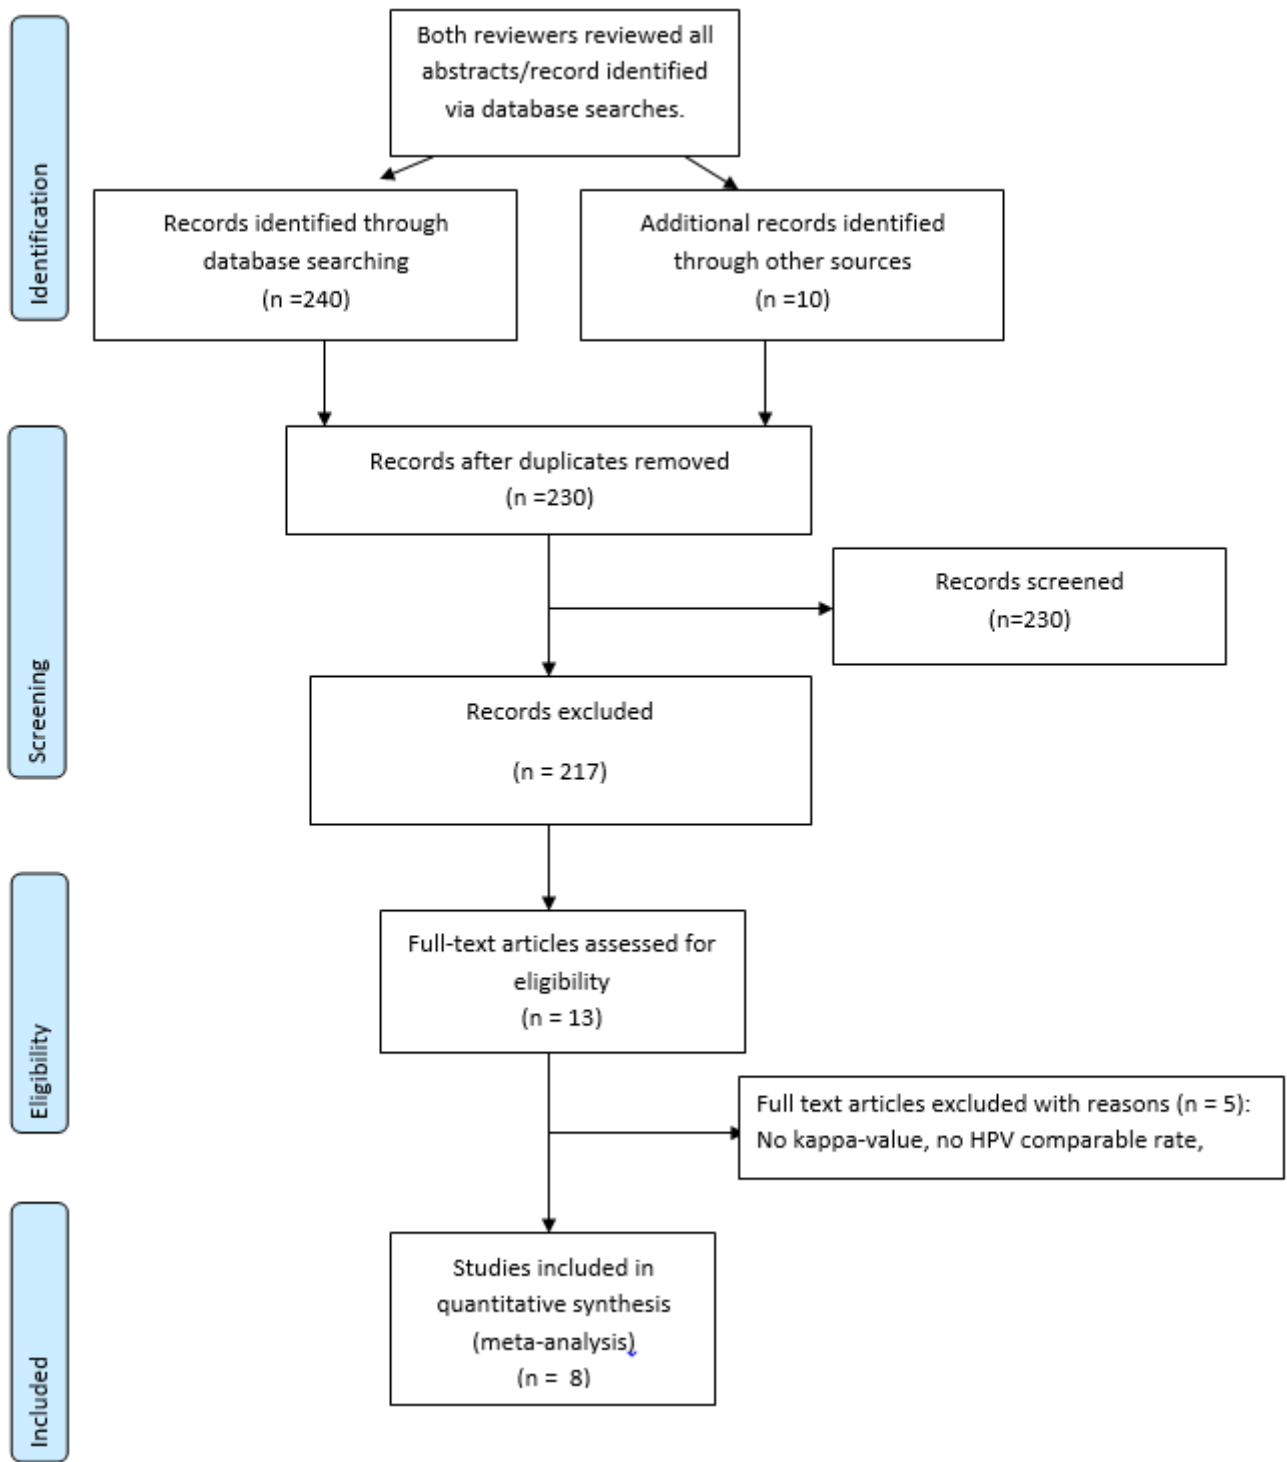 Identification
Both reviewers reviewed all
abstracts/record identified
via database searches.
Records identified through
database searching
(n =240)
Additional records identified
through other sources
(n =10)
Screening
Records after duplicates removed
(n =230)
Records screened
(n=230)
Records excluded
(n = 217)
Eligibility
Full-text articles assessed for
eligibility
(n = 13)
Full text articles excluded with reasons (n = 5):
No kappa-value, no HPV comparable rate,
Included
Studies included in
quantitative synthesis
(meta-analysis)
(n =  8)